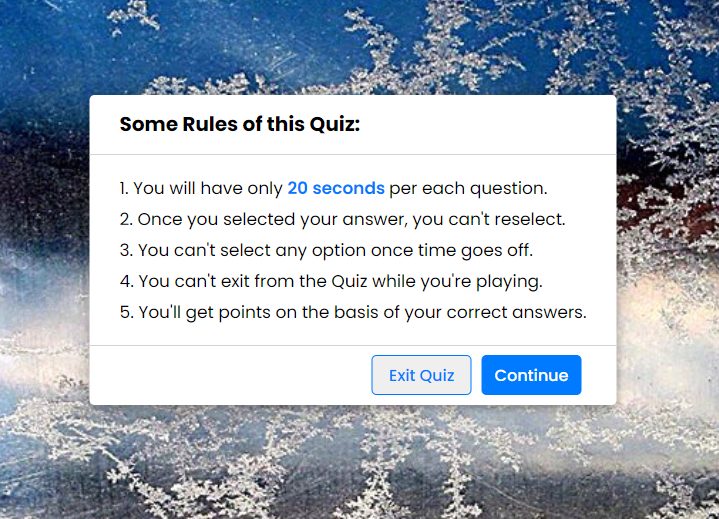 Some Rules of this Quiz:
1. You will have only 20 seconds per each question.
2. Once you selected your answer, you can't reselect.
3. You can't select any option once time goes off.
4. You can't exit from the Quiz while you're playing.
5. You'll get points on the basis of your correct answers.
Exit Quiz Continue